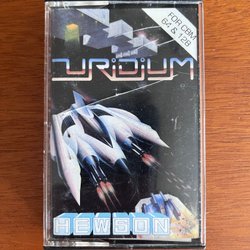 FOR CBM
64 & 128
URIDIUM
HEWSON